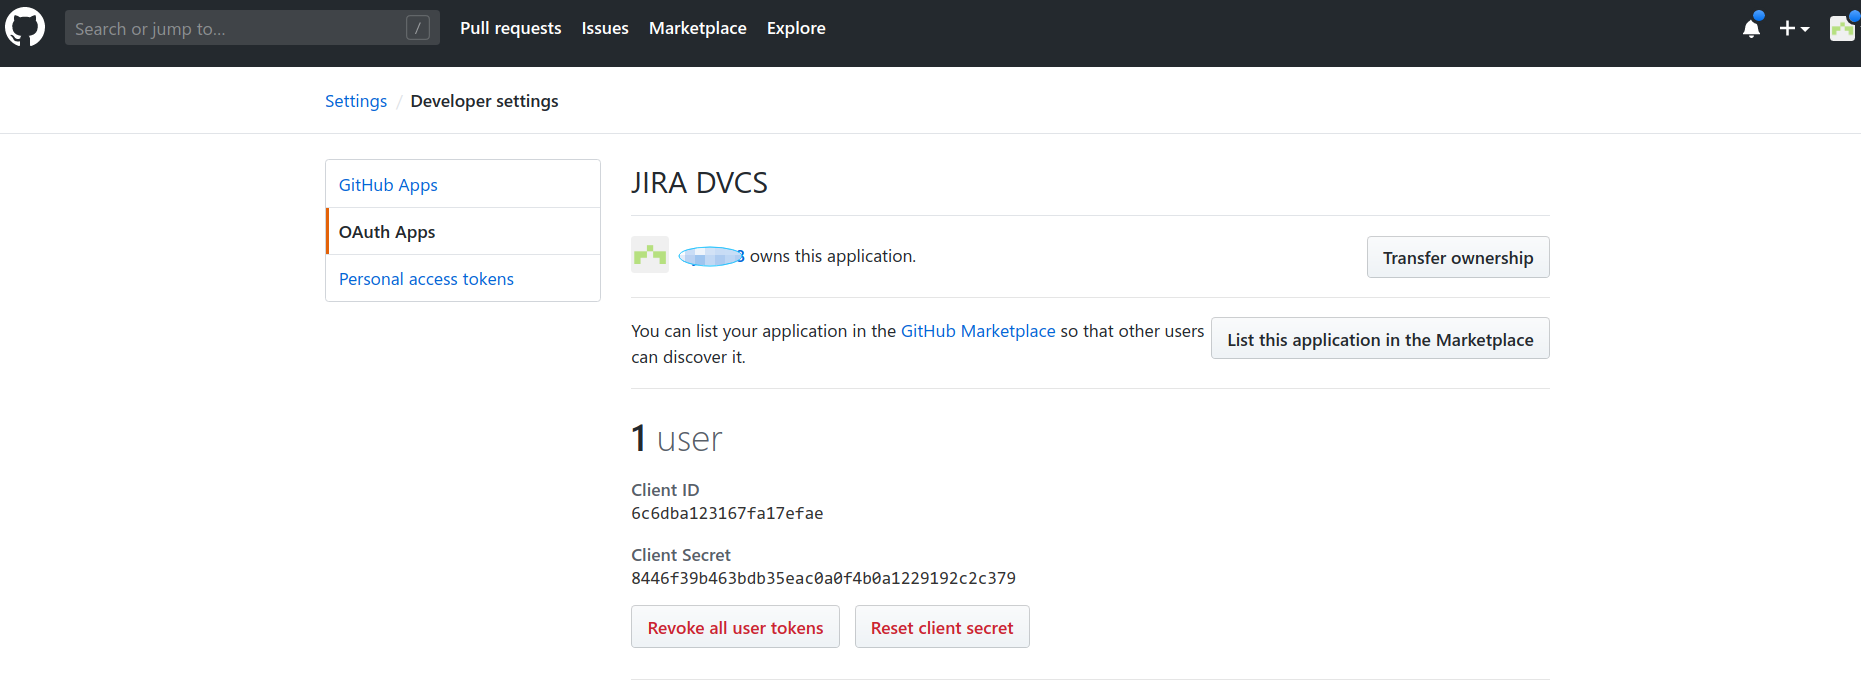 Search or jump to... /
Pull requests Issues Marketplace Explore
Settings / Developer settings
GitHub Apps
OAuth Apps
Personal access tokens
JIRA DVCS
owns this application.
Transfer ownership
You can list your application in the GitHub Marketplace so that other users
can discover it.
List this application in the Marketplace
1 user
Client ID
6c6dba123167fa17efae
Client Secret
8446f39b463bdb35eac0a0f4b0a1229192c2c379
Revoke all user tokens
Reset client secret